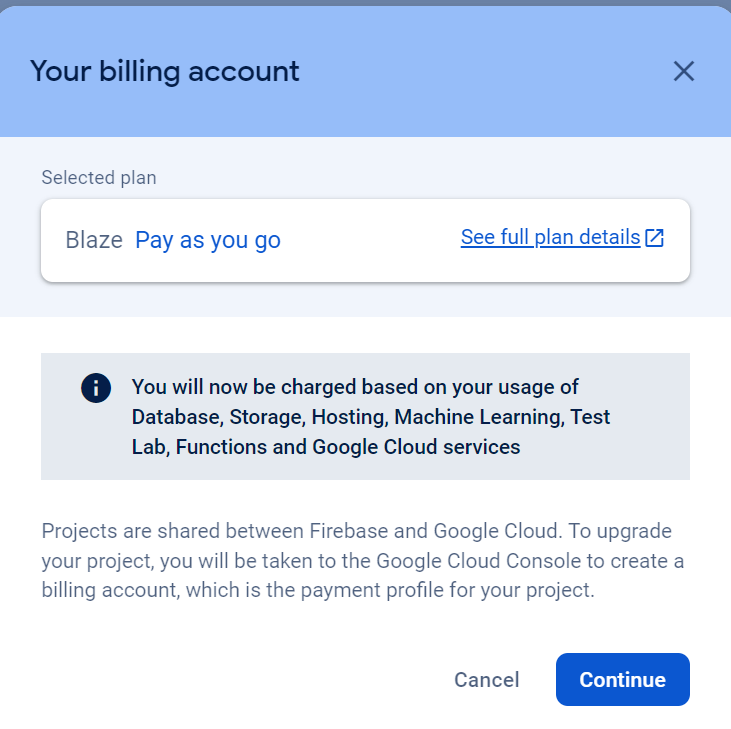 Your billing account
Selected plan
Blaze Pay as you go See full plan details
You will now be charged based on your usage of
Database, Storage, Hosting, Machine Learning, Test
Lab, Functions and Google Cloud services
Projects are shared between Firebase and Google Cloud. To upgrade
your project, you will be taken to the Google Cloud Console to create a
billing account, which is the payment profile for your project.
Cancel Continue